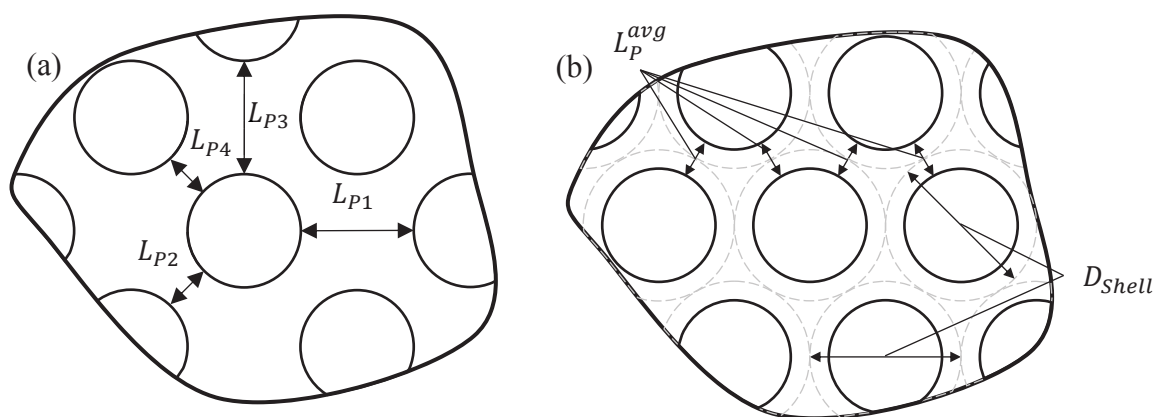 (a)
L_{P3}
L_{P4}
L_{P1}
L_{P2}
(b)
L_P^{avg}
D_{Shell}